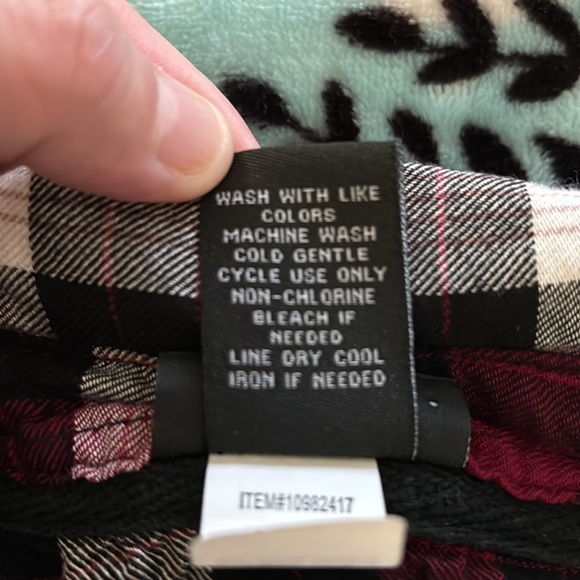 WASH WITH LIKE
COLORS
MACHINE WASH
COLD GENTLE
CYCLE USE ONLY
NON-CHLORINE
BLEACH IF
NEEDED
LINE DRY COOL
IRON IF NEEDED
ITEM#10982417